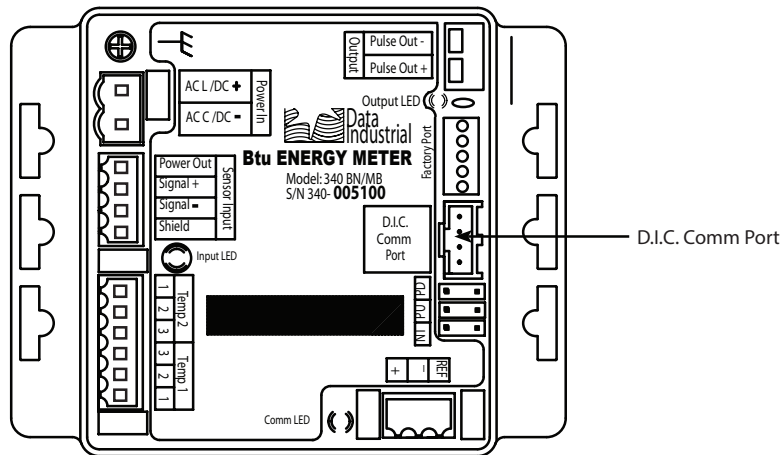 Pulse Out -
Pulse Out +
Output
AC L /DC +
AC C /DC -
Power In
Output LED
Data
Industrial
Btu ENERGY METER
Model: 340 BN/MB
S/N 340- 005100
Factory Port
Power Out
Signal +
Signal -
Shield
Sensor Input
Input LED
D.I.C.
Comm
Port
D.I.C. Comm Port
1
2
3
Temp 2
3
2
1
Temp 1
PD
PU
IN
+
-
REF
Comm LED